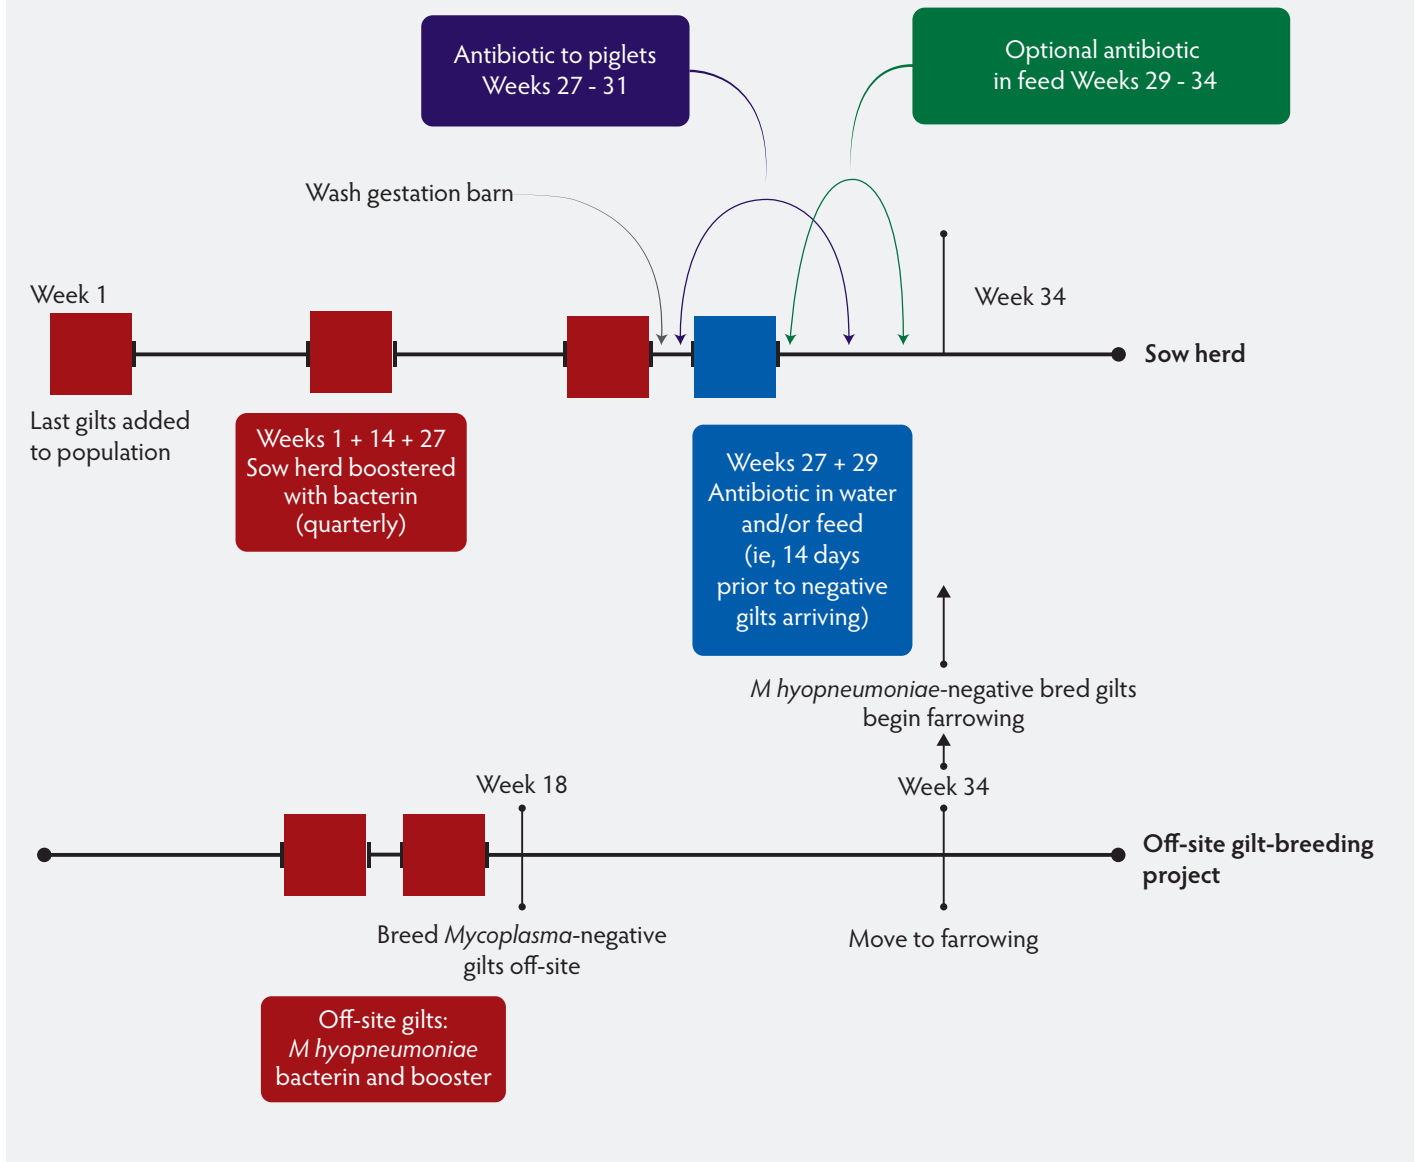 Antibiotic to piglets
Weeks 27 - 31
Optional antibiotic
in feed Weeks 29 - 34
Wash gestation barn
Week 1
Week 34
Sow herd
Last gilts added
to population
Weeks 1 + 14 + 27
Sow herd boostered
with bacterin
(quarterly)
Weeks 27 + 29
Antibiotic in water
and/or feed
(ie, 14 days
prior to negative
gilts arriving)
M hyopneumoniae-negative bred gilts
begin farrowing
Week 18
Week 34
Off-site gilt-breeding
project
Breed Mycoplasma-negative
gilts off-site
Move to farrowing
Off-site gilts:
M hyopneumoniae
bacterin and booster